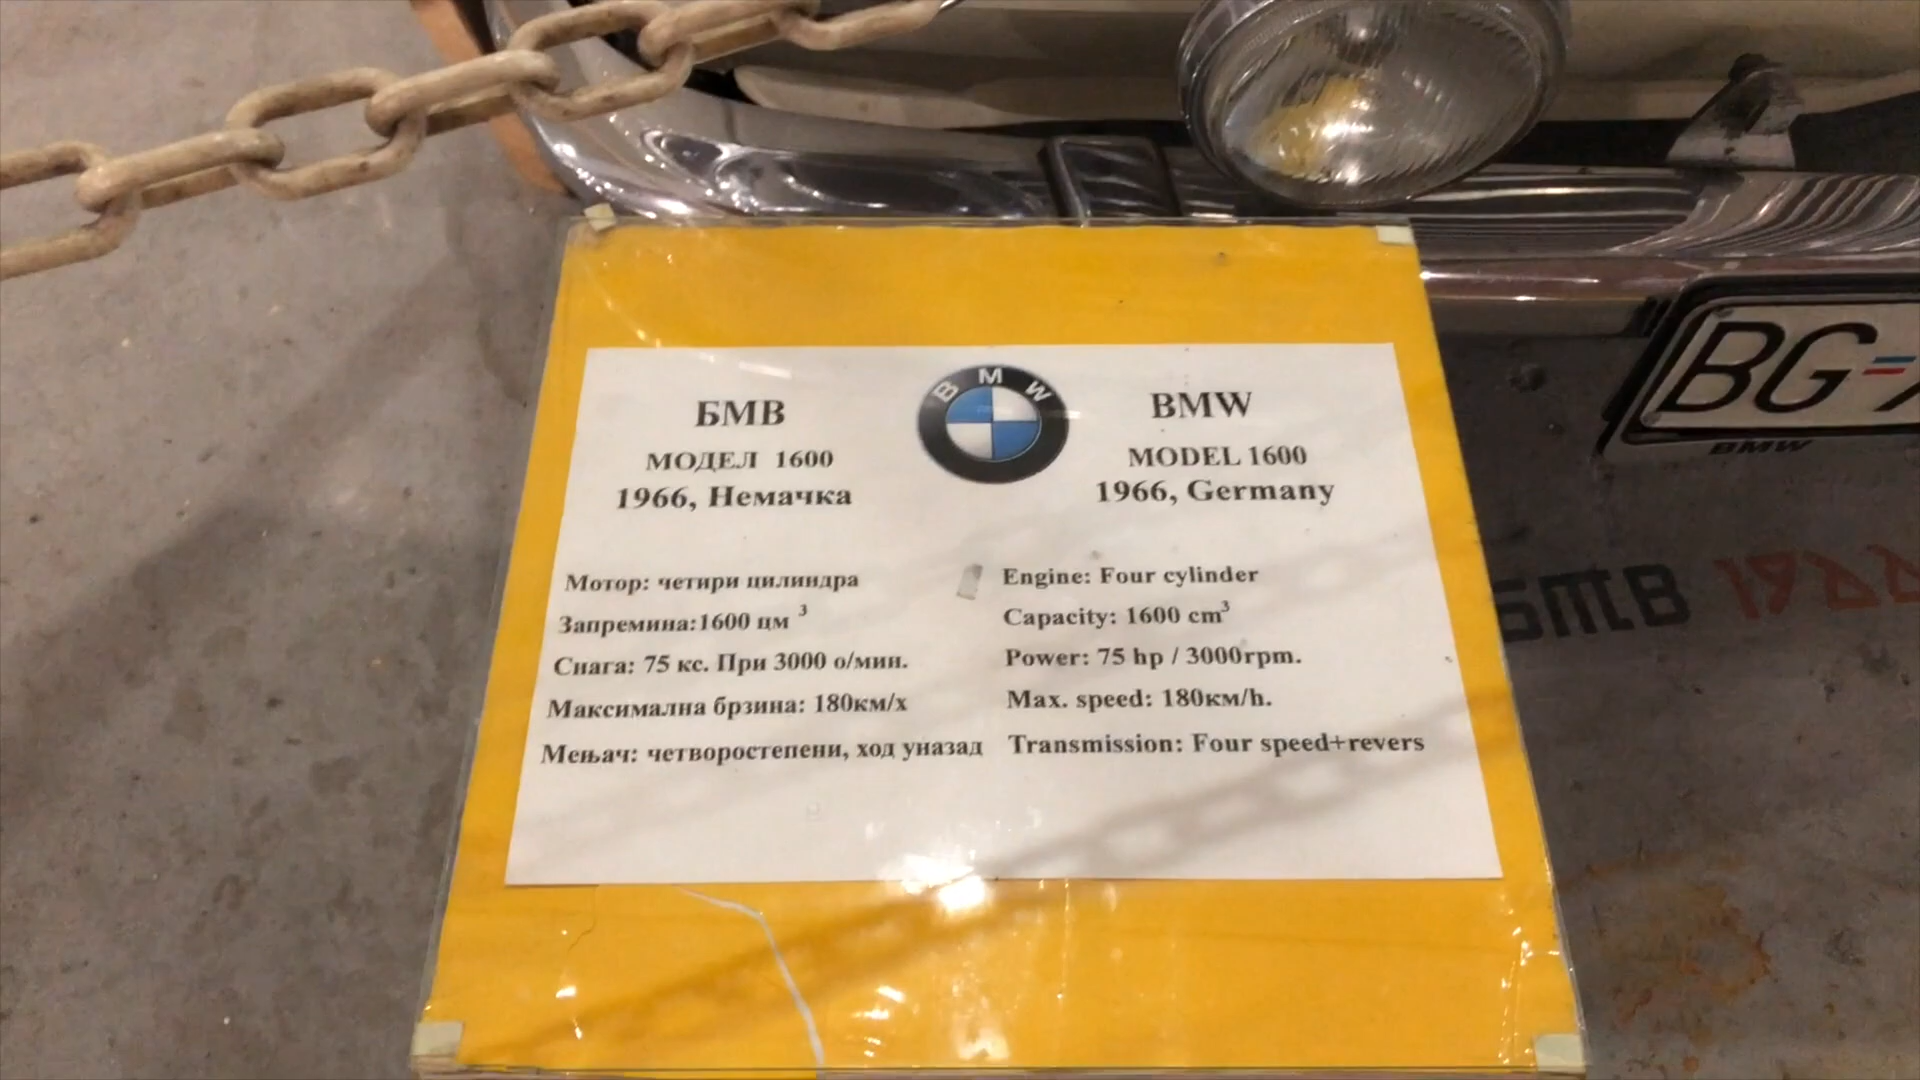 B M W
БМВ
МОДЕЛ 1600
1966, Немачка
Мотор: четири цилиндра
Запремина:1600 цм ³
Снага: 75 кс. При 3000 о/мин.
Максимална брзина: 180км/х
Мењач: четворостепени, ход уназад
BMW
MODEL 1600
1966, Germany
Engine: Four cylinder
Capacity: 1600 cm³
Power: 75 hp / 3000rpm.
Max. speed: 180км/h.
Transmission: Four speed+revers
BG
BMW
БМВ